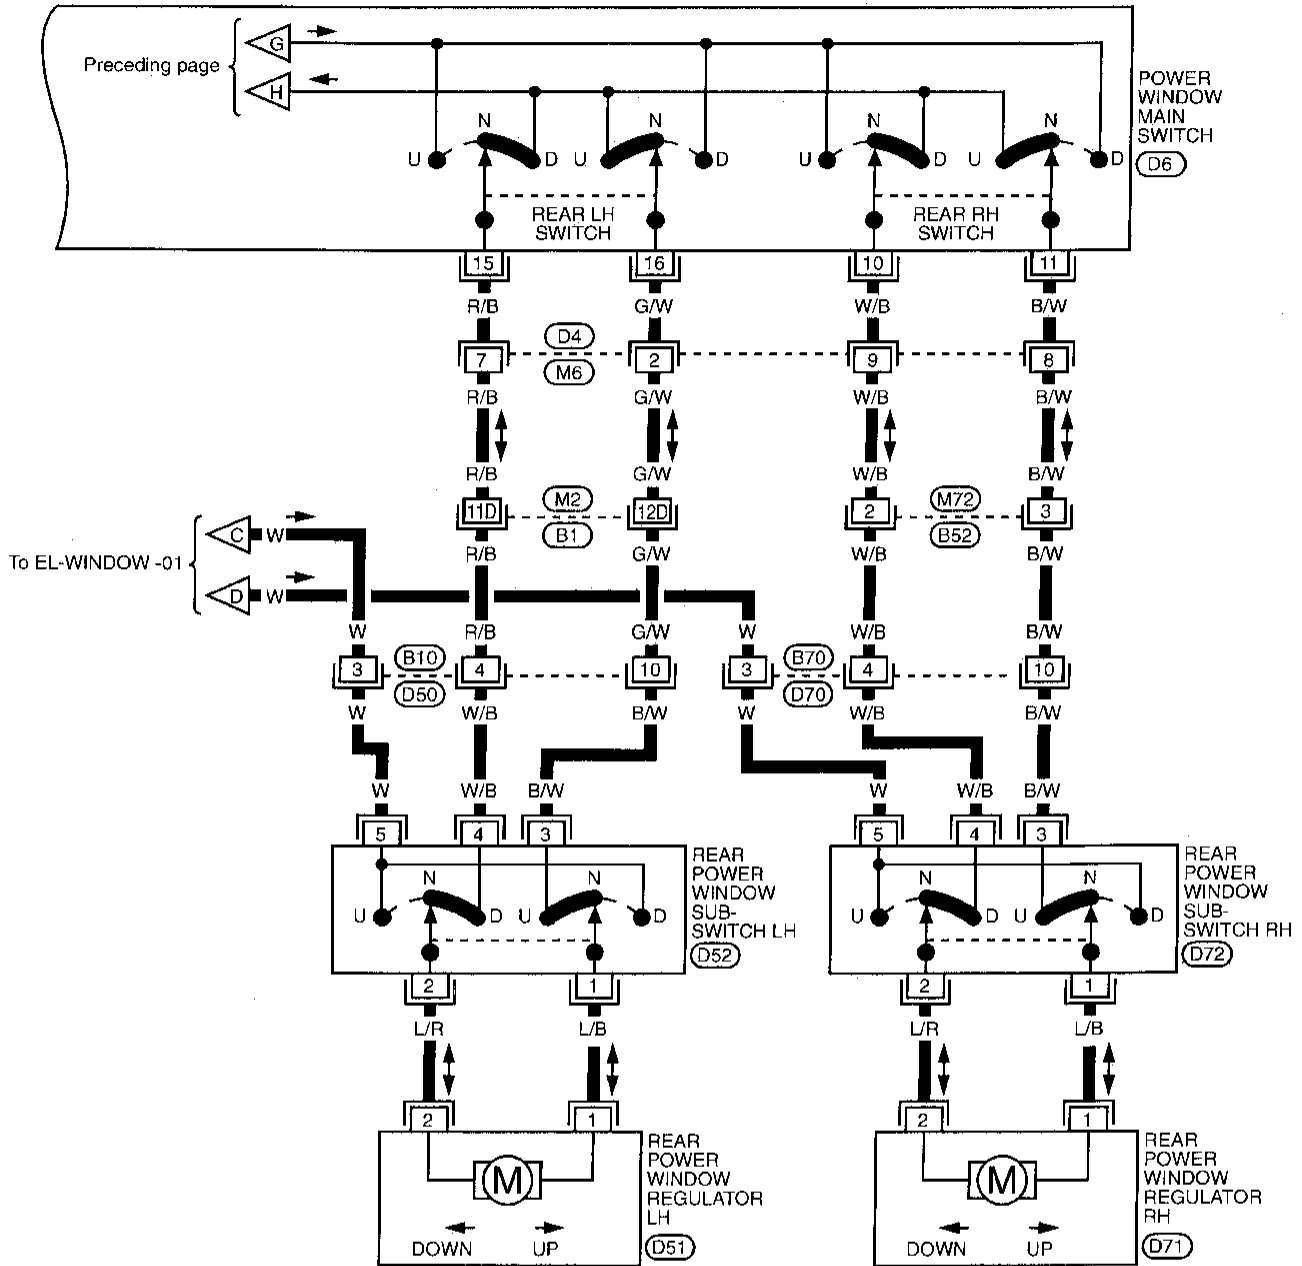 G
Preceding page
H
POWER
WINDOW
MAIN
SWITCH
D6
N N N N
U D U D U D U D
REAR LH
SWITCH
REAR RH
SWITCH
15 16 10 11
R/B G/W W/B B/W
D4
7 2 9 8
M6
R/B G/W W/B B/W
R/B G/W W/B B/W
M2 M72
11D 12D 2 3
B1 B52
C W
R/B G/W W/B B/W
To EL-WINDOW -01
D W
W R/B G/W W W/B B/W
B10 B70
3 4 10 3 4 10
D50 D70
W W/B B/W W W/B B/W
W W/B B/W W W/B B/W
5 4 3 5 4 3
REAR
POWER
WINDOW
SUB-
SWITCH LH
D52
REAR
POWER
WINDOW
SUB-
SWITCH RH
D72
N N N N
U D U D U D U D
2 1 2 1
L/R L/B L/R L/B
2 1 2 1
M M
REAR
POWER
WINDOW
REGULATOR
LH
D51
REAR
POWER
WINDOW
REGULATOR
RH
D71
DOWN UP DOWN UP